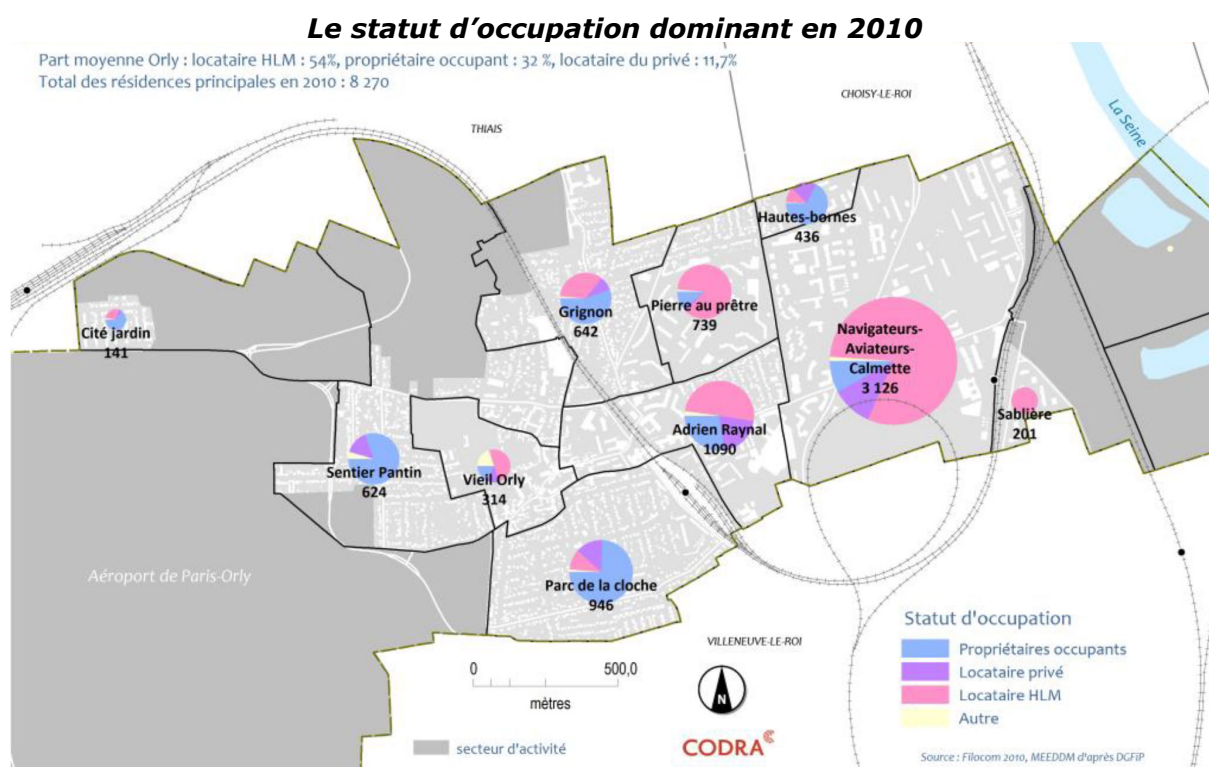 Le statut d'occupation dominant en 2010
Part moyenne Orly : locataire HLM : 54%, propriétaire occupant : 32 %, locataire du privé : 11,7%
Total des résidences principales en 2010 : 8 270
CHOISY-LE-ROI
THIAIS
La Seine
Hautes-bornes
436
Cité jardin
141
Grignon
642
Pierre au prêtre
739
Navigateurs-
Aviateurs-
Calmette
3 126
Sablière
201
Adrien Raynal
1090
Sentier Pantin
624
Vieil Orly
314
Parc de la cloche
946
Aéroport de Paris-Orly
VILLENEUVE-LE-ROI
0 500,0
mètres
N
CODRA
secteur d'activité
Statut d'occupation
Propriétaires occupants
Locataire privé
Locataire HLM
Autre
Source : Filocom 2010, MEEDDM d'après DGFiP